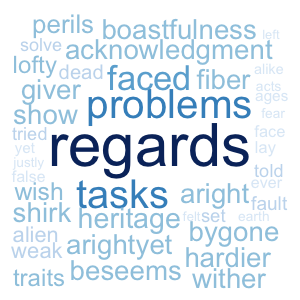 perils boastfulness left
solve acknowledgment
lofty dead faced fiber alike
giver problems acts ages
show fear
tried regards face
yet lay
justly told
false tasks aright ever
wish fault
shirk heritage felt set earth
alien bygone
weak arightyet hardier
traits beseems wither